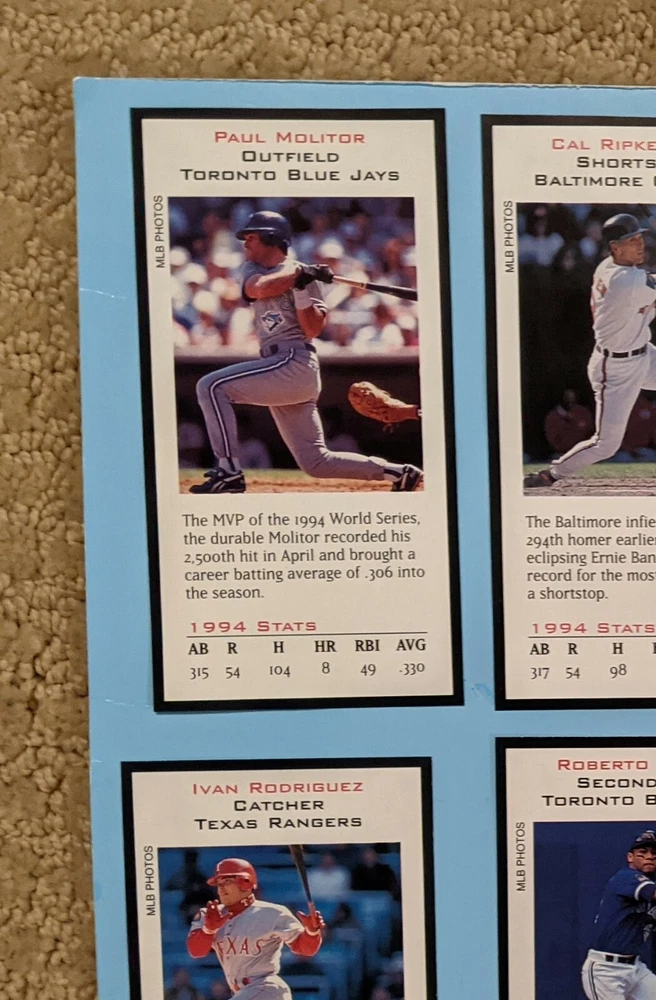 PAUL MOLITOR
OUTFIELD
TORONTO BLUE JAYS
MLB PHOTOS
The MVP of the 1994 World Series,
the durable Molitor recorded his
2,500th hit in April and brought a
career batting average of .306 into
the season.
1994 STATS
AB R H HR RBI AVG
315 54 104 8 49 .330
CAL RIPKE
SHORTS
BALTIMORE
MLB PHOTOS
The Baltimore infie
294th homer earlie
eclipsing Ernie Ban
record for the mos
a shortstop.
1994 STATS
AB R H
317 54 98
IVAN RODRIGUEZ
CATCHER
TEXAS RANGERS
MLB PHOTOS
TEXAS
ROBERTO
SECOND
TORONTO B
MLB PHOTOS